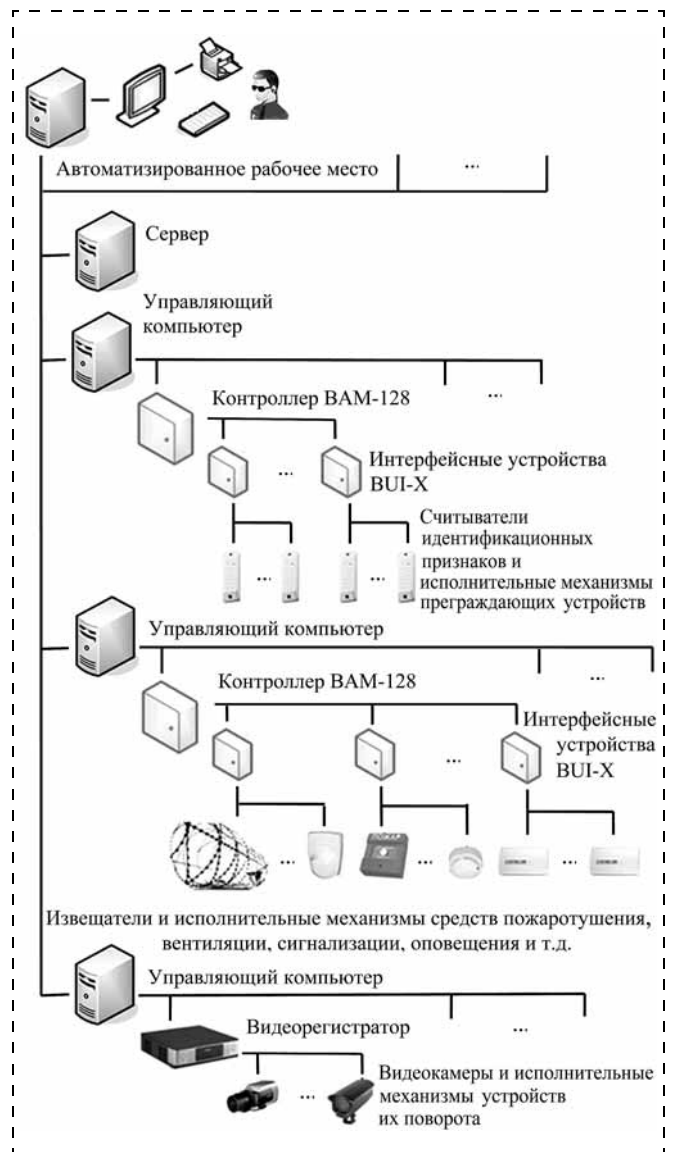 Автоматизированное рабочее место
...
Сервер
Управляющий
компьютер
...
Контроллер BAM-128
...
Интерфейсные устройства
BUI-X
Считыватели
идентификационных
признаков и
исполнительные механизмы
преграждающих устройств
...
...
Управляющий компьютер
...
Контроллер BAM-128
Интерфейсные
устройства
BUI-X
...
...
...
...
Извещатели и исполнительные механизмы средств пожаротушения,
вентиляции, сигнализации, оповещения и т.д.
Управляющий компьютер
...
Видеорегистратор
Видеокамеры и исполнительные
механизмы устройств
их поворота
...